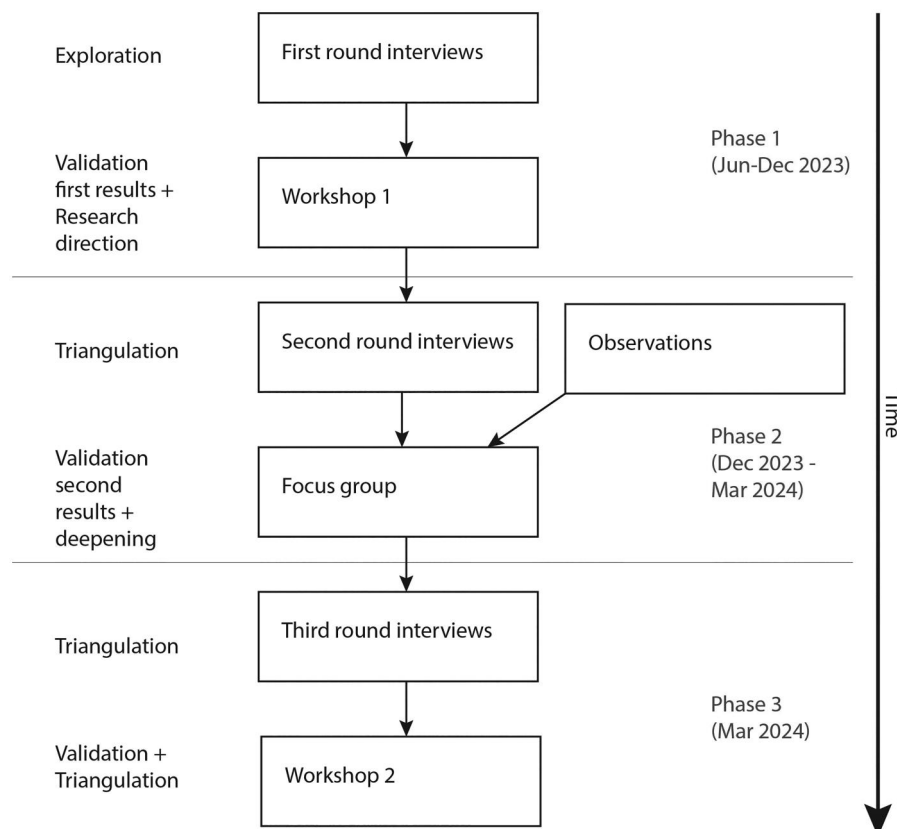 Exploration
First round interviews
Phase 1
(Jun-Dec 2023)
Validation
first results +
Research
direction
Workshop 1
Triangulation
Second round interviews
Observations
Time
Phase 2
(Dec 2023 -
Mar 2024)
Validation
second
results +
deepening
Focus group
Triangulation
Third round interviews
Phase 3
(Mar 2024)
Validation +
Triangulation
Workshop 2